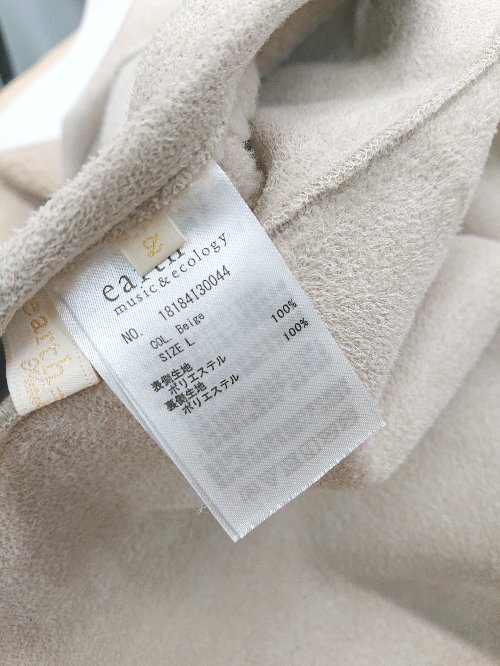 earth
music&ecology
NO. 18184130044
COL. Beige
SIZE L
表側生地
ポリエステル 100%
裏側生地
ポリエステル 100%
earth